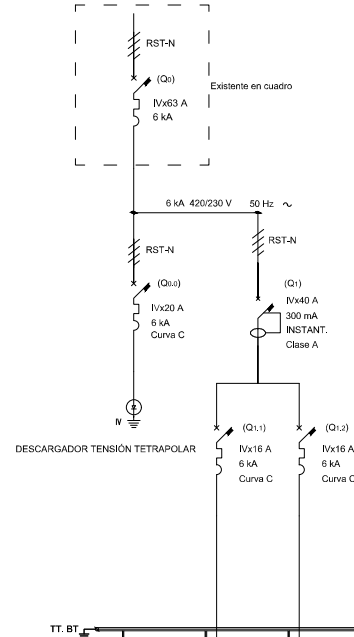 RST-N
(Q0)
Existente en cuadro
IVx63 A
6 kA
6 kA 420/230 V 50 Hz ~
RST-N
RST-N
(Q0.0)
IVx20 A
6 kA
Curva C
(Q1)
IVx40 A
300 mA
INSTANT.
Clase A
IV
DESCARGADOR TENSIÓN TETRAPOLAR
(Q1.1)
IVx16 A
6 kA
Curva C
(Q1.2)
IVx16 A
6 kA
Curva C
TT. BT